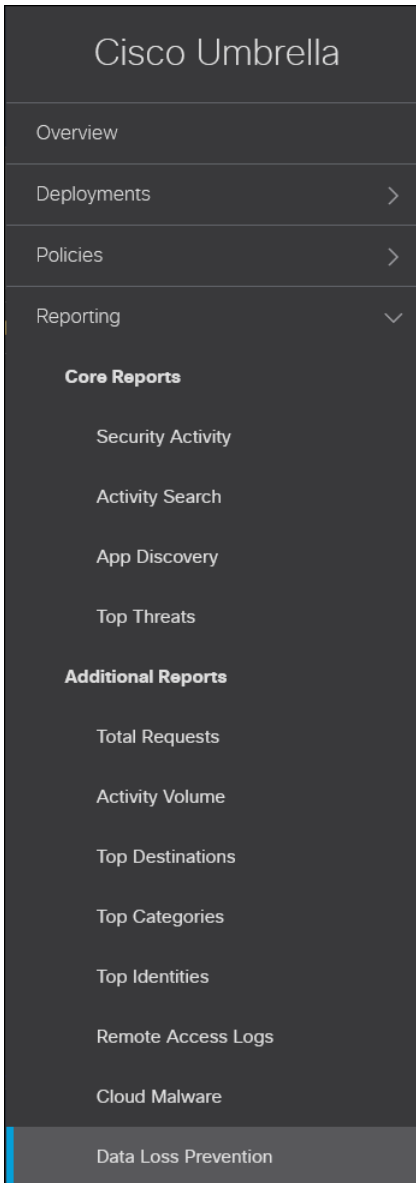 Cisco Umbrella
Overview
Deployments
Policies
Reporting
Core Reports
Security Activity
Activity Search
App Discovery
Top Threats
Additional Reports
Total Requests
Activity Volume
Top Destinations
Top Categories
Top Identities
Remote Access Logs
Cloud Malware
Data Loss Prevention